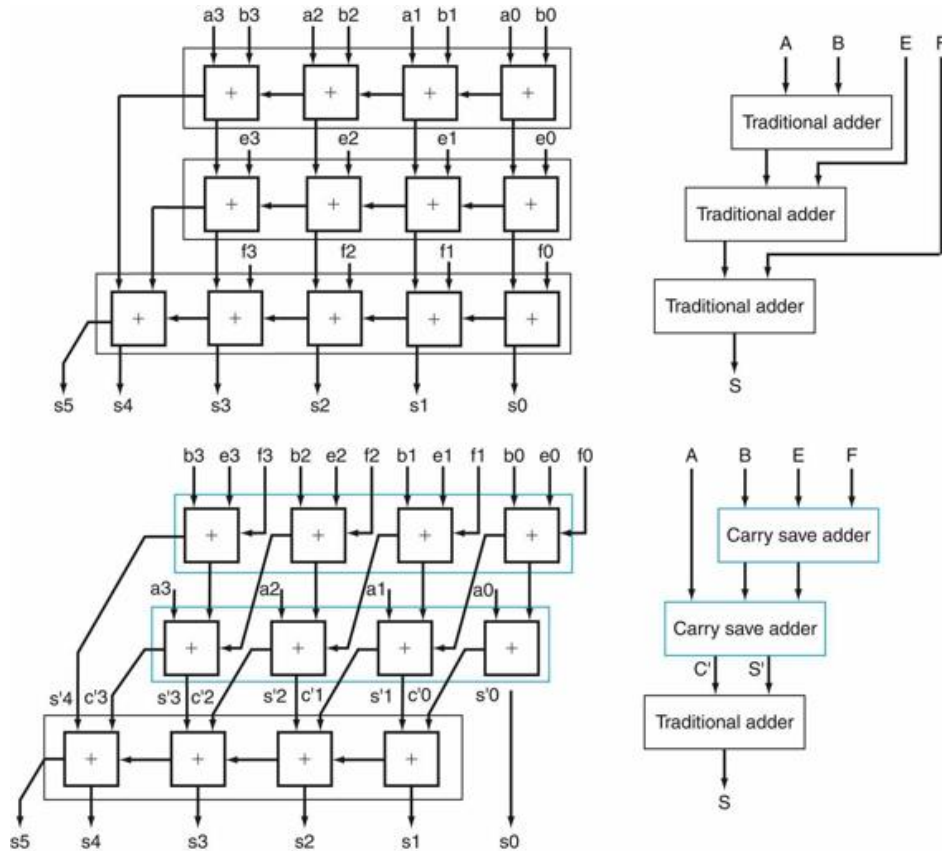 a3 b3 a2 b2 a1 b1 a0 b0
+ + + +
e3 e2 e1 e0
+ + + +
f3 f2 f1 f0
+ + + + +
s5 s4 s3 s2 s1 s0
A B E F
Traditional adder
Traditional adder
Traditional adder
S
b3 e3 f3 b2 e2 f2 b1 e1 f1 b0 e0 f0
+ + + +
a3 a2 a1 a0
+ + + +
s'4 c'3 s'3 c'2 s'2 c'1 s'1 c'0 s'0
+ + + +
s5 s4 s3 s2 s1 s0
A B E F
Carry save adder
Carry save adder
C' S'
Traditional adder
S